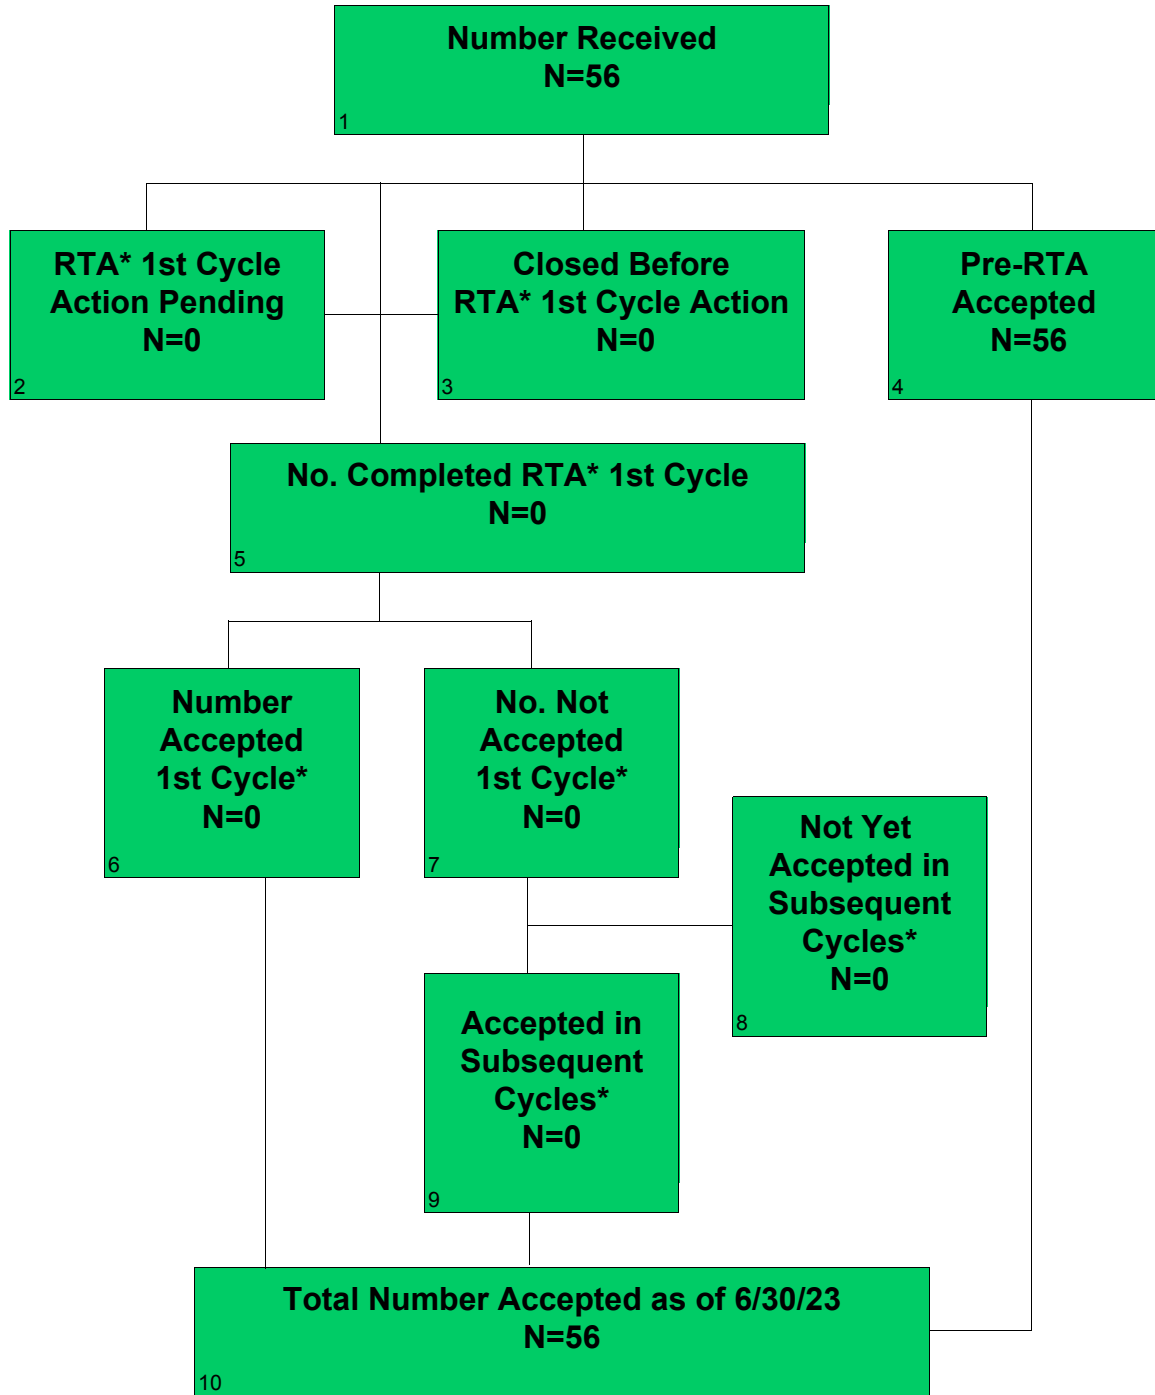 Number Received
N=56
1
RTA* 1st Cycle
Action Pending
N=0
2
Closed Before
RTA* 1st Cycle Action
N=0
3
Pre-RTA
Accepted
N=56
4
No. Completed RTA* 1st Cycle
N=0
5
Number
Accepted
1st Cycle*
N=0
6
No. Not
Accepted
1st Cycle*
N=0
7
Not Yet
Accepted in
Subsequent
Cycles*
N=0
8
Accepted in
Subsequent
Cycles*
N=0
9
Total Number Accepted as of 6/30/23
N=56
10